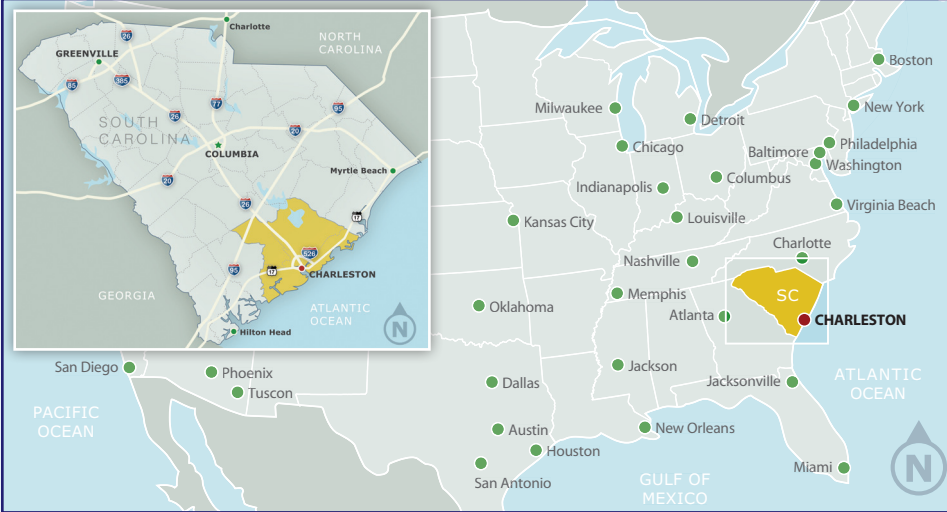 26
Charlotte
NORTH
CAROLINA
GREENVILLE
85
385
26
77
95
SOUTH
CAROLINA
20
COLUMBIA
Myrtle Beach
20
26
17
526
95
17
CHARLESTON
GEORGIA
ATLANTIC
OCEAN
N
Hilton Head
Boston
Milwaukee
New York
Detroit
Chicago
Philadelphia
Baltimore
Washington
Columbus
Indianapolis
Virginia Beach
Kansas City
Louisville
Charlotte
Nashville
Memphis
SC
Oklahoma
Atlanta
CHARLESTON
San Diego
Phoenix
Tuscon
Jackson
Dallas
Jacksonville
ATLANTIC
OCEAN
PACIFIC
OCEAN
Austin
New Orleans
Houston
San Antonio
Miami
GULF OF
MEXICO
N